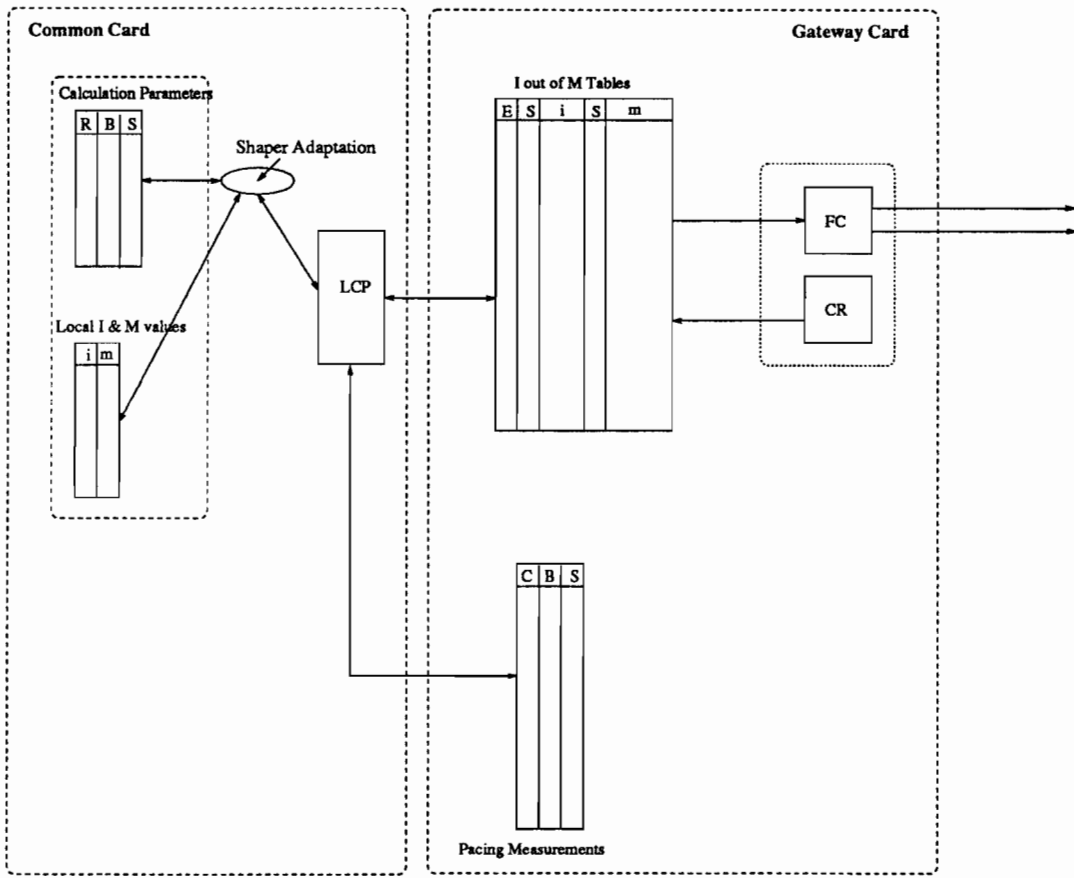 Common Card
Gateway Card
Calculation Parameters
R B S
Shaper Adaptation
LCP
Local I & M values
i m
I out of M Tables
E S i S m
FC
CR
C B S
Pacing Measurements